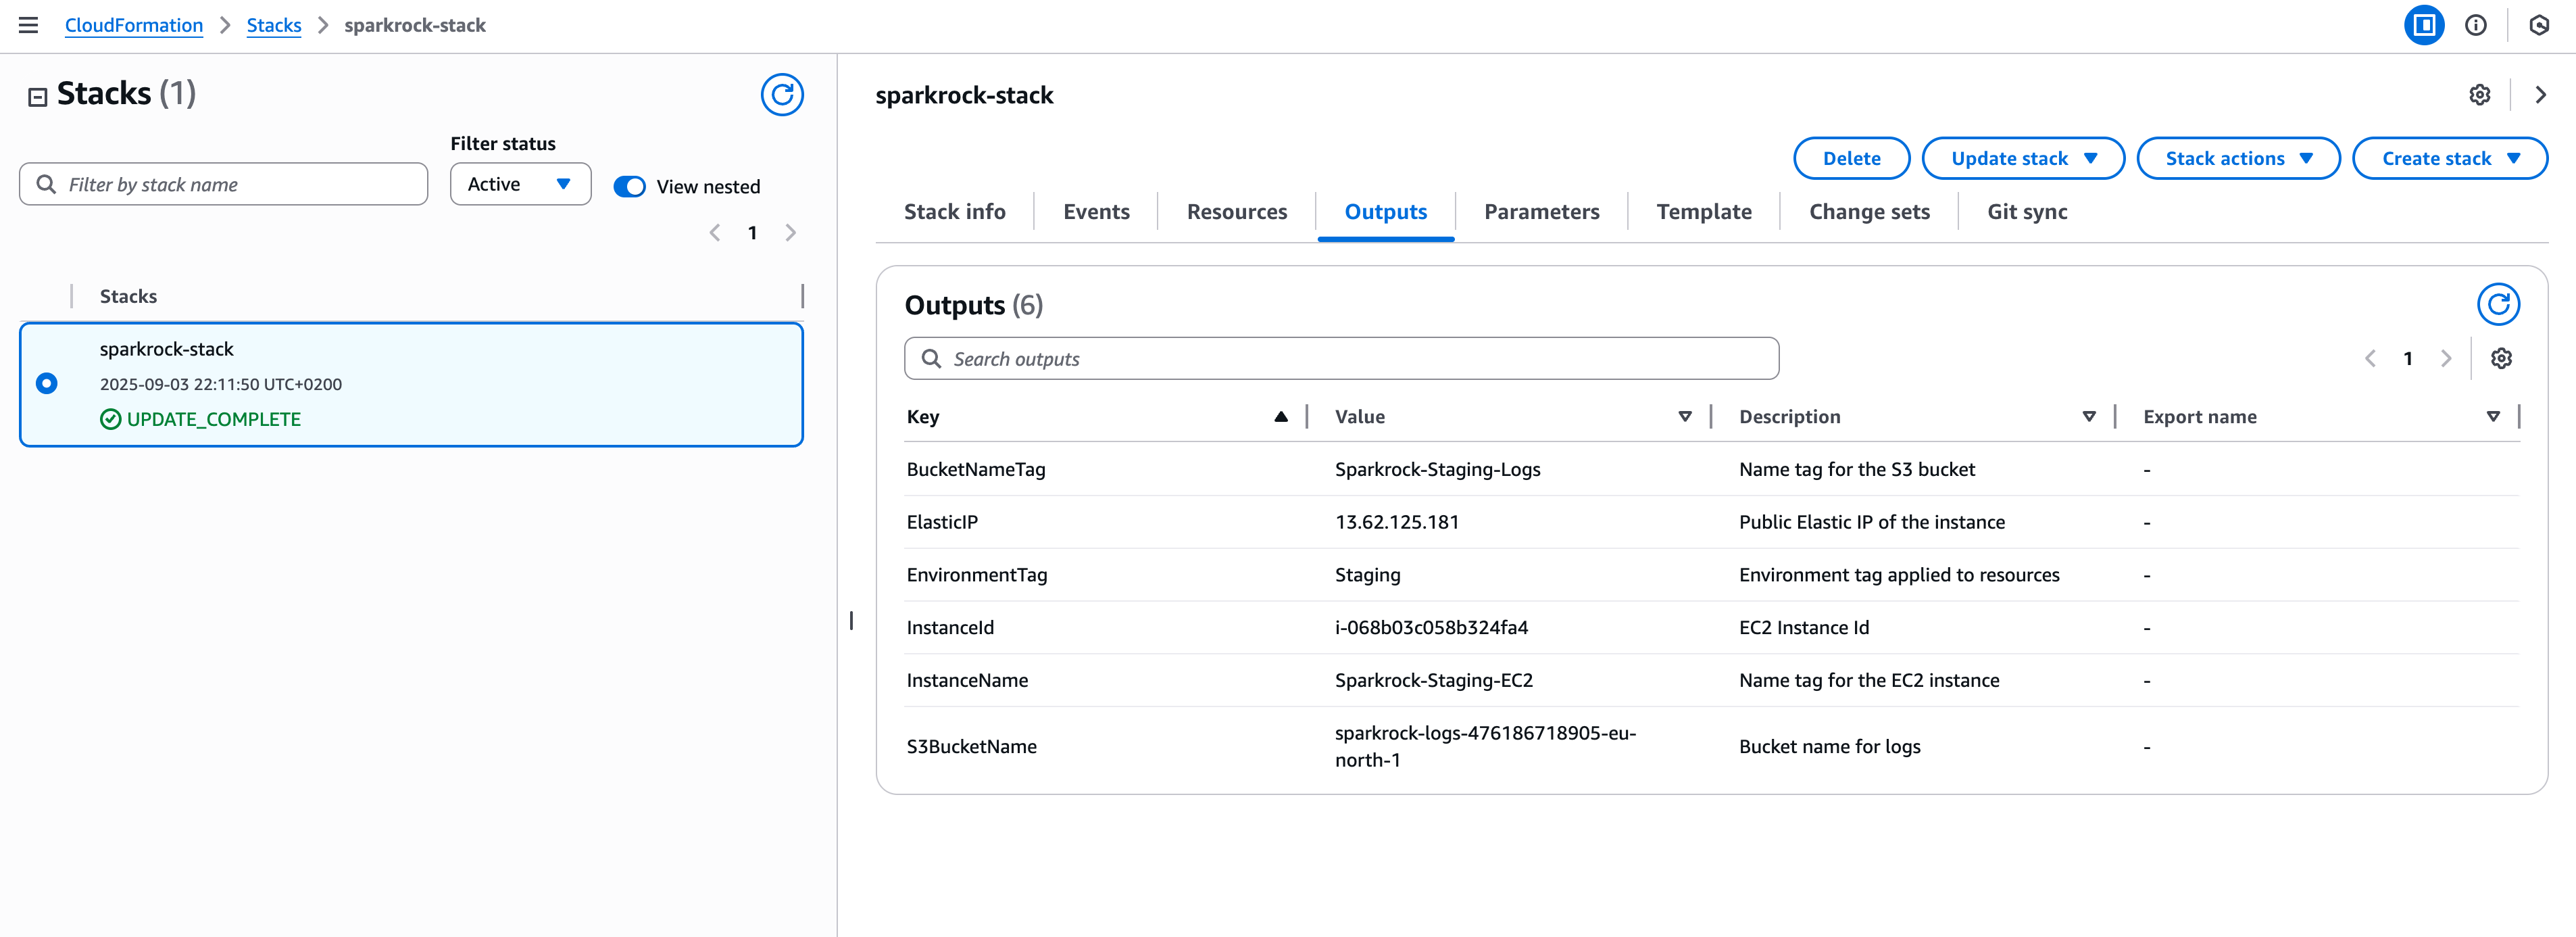 CloudFormation > Stacks > sparkrock-stack
Stacks (1)
Filter status
Filter by stack name
Active
View nested
1
Stacks
sparkrock-stack
2025-09-03 22:11:50 UTC+0200
UPDATE_COMPLETE
sparkrock-stack
Delete Update stack Stack actions Create stack
Stack info Events Resources Outputs Parameters Template Change sets Git sync
Outputs (6)
Search outputs
1
Key Value Description Export name
BucketNameTag Sparkrock-Staging-Logs Name tag for the S3 bucket -
ElasticIP 13.62.125.181 Public Elastic IP of the instance -
EnvironmentTag Staging Environment tag applied to resources -
InstanceId i-068b03c058b324fa4 EC2 Instance Id -
InstanceName Sparkrock-Staging-EC2 Name tag for the EC2 instance -
S3BucketName sparkrock-logs-476186718905-eu-
north-1 Bucket name for logs -